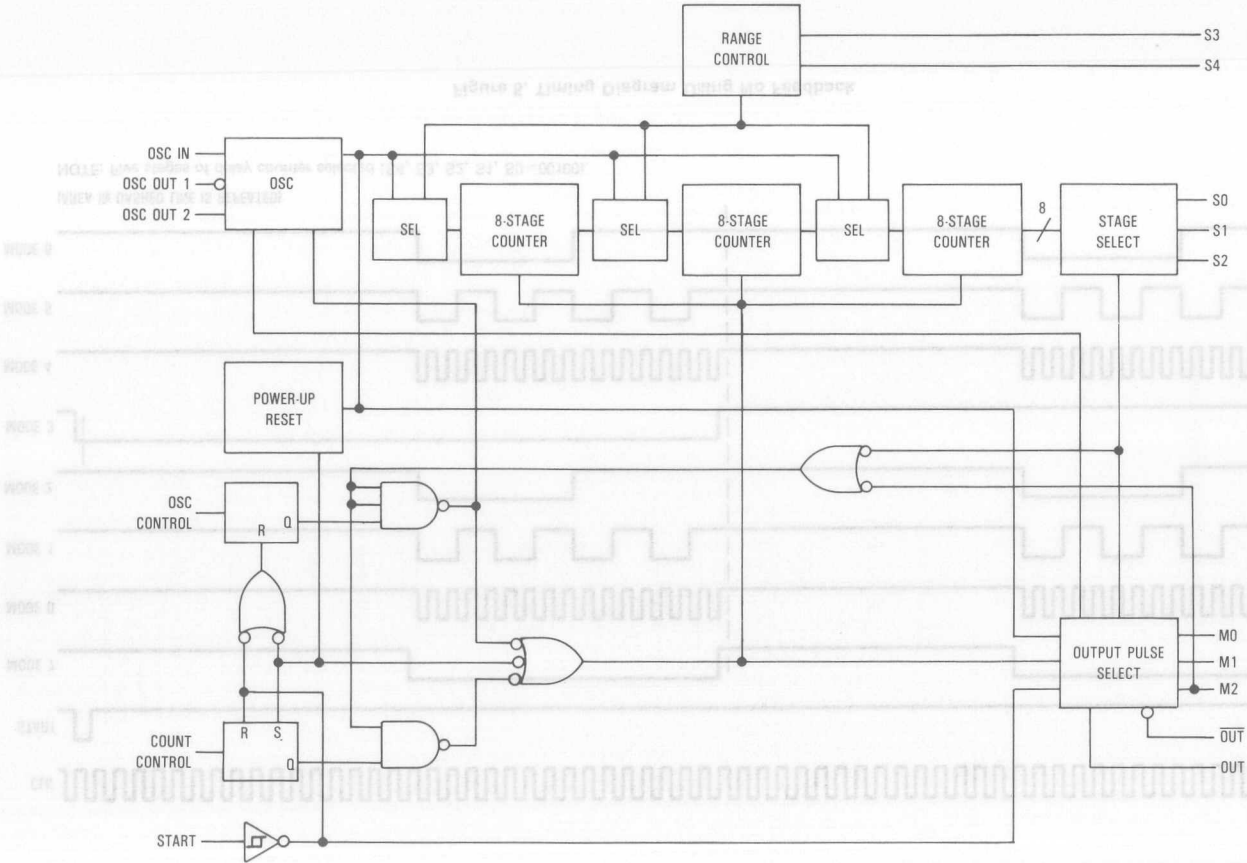 RANGE
CONTROL
S3
S4
OSC IN
OSC OUT 1
OSC OUT 2
OSC
SEL
8-STAGE
COUNTER
SEL
8-STAGE
COUNTER
SEL
8-STAGE
COUNTER
8
STAGE
SELECT
S0
S1
S2
POWER-UP
RESET
OSC
CONTROL
R
Q
R
S
Q
COUNT
CONTROL
START
OUTPUT PULSE
SELECT
M0
M1
M2
OUT
OUT